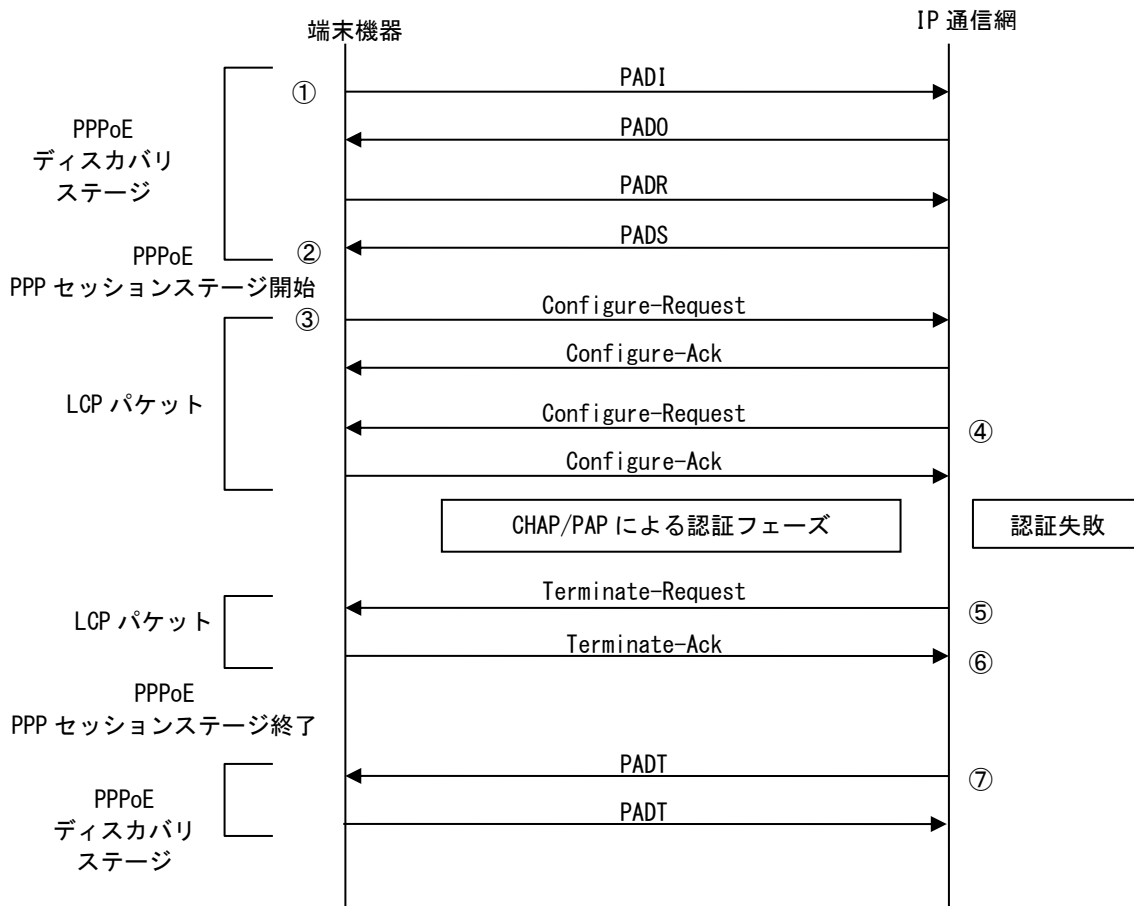 端末機器
IP 通信網
①
PADI
PPPoE
ディスカバリ
ステージ
PADO
PADR
②
PADS
PPPoE
PPP セッションステージ開始
③
Configure-Request
Configure-Ack
LCP パケット
Configure-Request
④
Configure-Ack
CHAP/PAP による認証フェーズ
認証失敗
Terminate-Request
⑤
LCP パケット
Terminate-Ack
⑥
PPPoE
PPP セッションステージ終了
PADT
⑦
PPPoE
ディスカバリ
ステージ
PADT